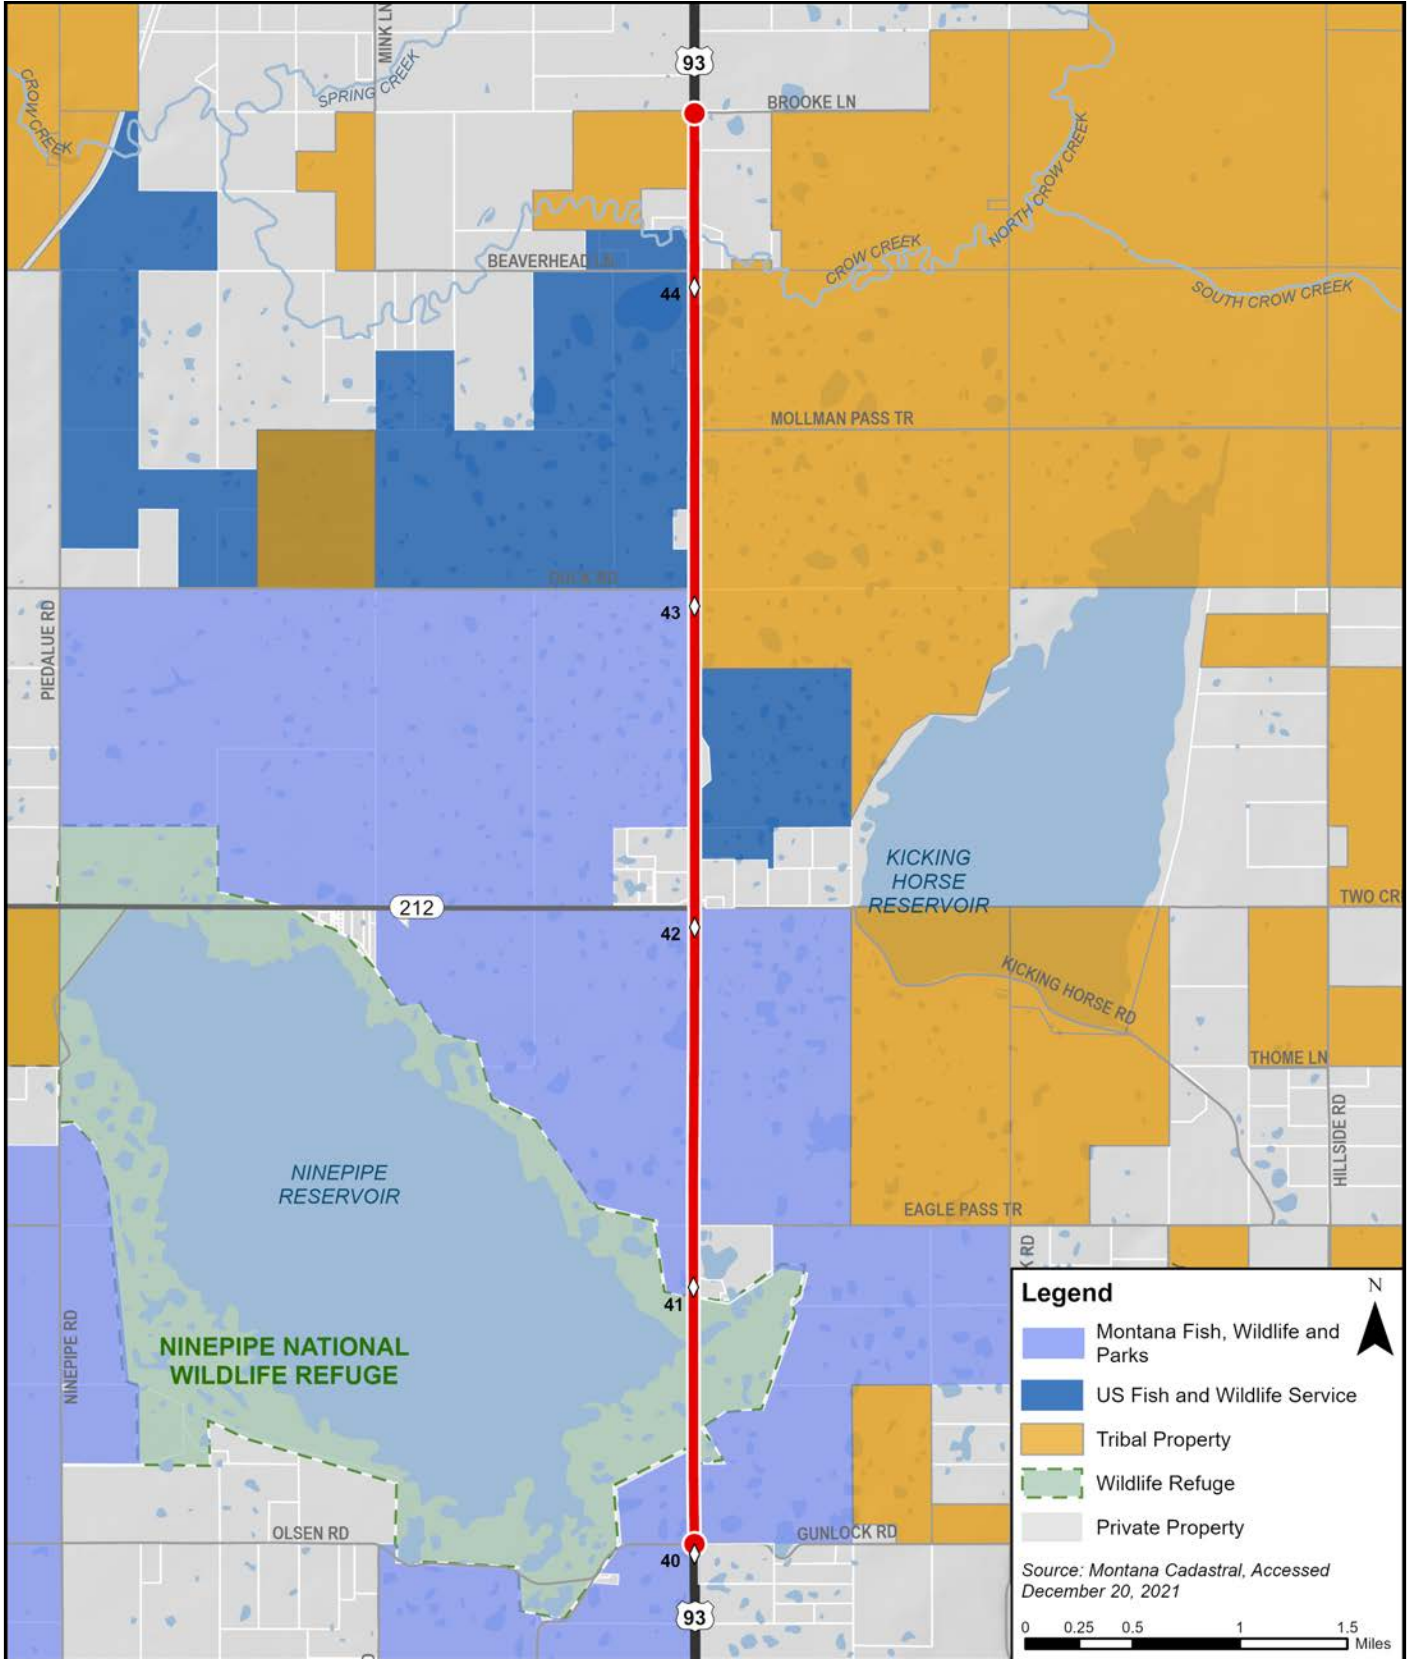 MINK LN
93
CROW CREEK
SPRING CREEK
BROOKE LN
NORTH CROW CREEK
BEAVERHEAD LN
CROW CREEK
44
SOUTH CROW CREEK
MOLLMAN PASS TR
DUCK RD
43
PIEDALUE RD
KICKING
HORSE
RESERVOIR
TWO CR
212
42
KICKING HORSE RD
THOME LN
HILLSIDE RD
NINEPIPE
RESERVOIR
EAGLE PASS TR
K RD
41
NINEPIPE RD
NINEPIPE NATIONAL
WILDLIFE REFUGE
OLSEN RD
GUNLOCK RD
40
93
Legend
N
Montana Fish, Wildlife and
Parks
US Fish and Wildlife Service
Tribal Property
Wildlife Refuge
Private Property
Source: Montana Cadastral, Accessed
December 20, 2021
0 0.25 0.5 1 1.5
Miles